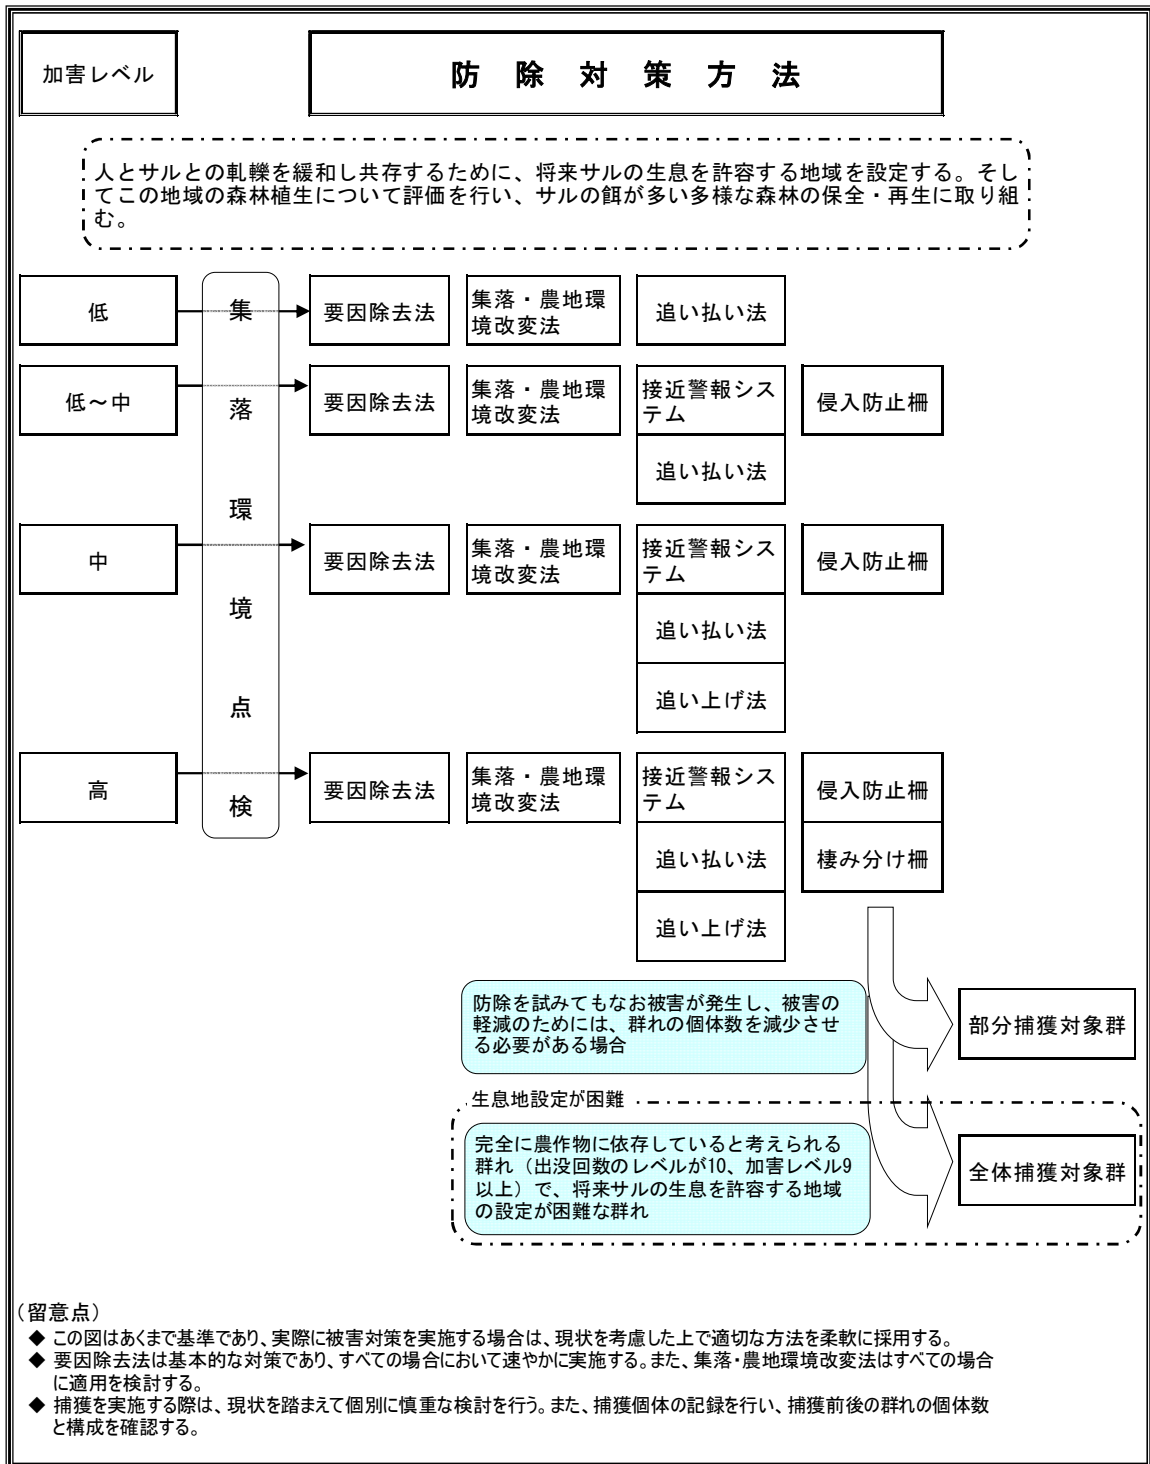 加害レベル
防除対策方法
人とサルとの軋轢を緩和し共存するために、将来サルの生息を許容する地域を設定する。そし
てこの地域の森林植生について評価を行い、サルの餌が多い多様な森林の保全・再生に取り組
む。
集落環境点検
低
要因除去法
集落・農地環
境改変法
追い払い法
低～中
要因除去法
集落・農地環
境改変法
接近警報シス
テム
侵入防止柵
追い払い法
中
要因除去法
集落・農地環
境改変法
接近警報シス
テム
侵入防止柵
追い払い法
追い上げ法
高
要因除去法
集落・農地環
境改変法
接近警報シス
テム
侵入防止柵
追い払い法
棲み分け柵
追い上げ法
防除を試みてもなお被害が発生し、被害の
軽減のためには、群れの個体数を減少させ
る必要がある場合
部分捕獲対象群
生息地設定が困難
完全に農作物に依存していると考えられる
群れ（出没回数のレベルが10、加害レベル9
以上）で、将来サルの生息を許容する地域
の設定が困難な群れ
全体捕獲対象群
（留意点）
◆ この図はあくまで基準であり、実際に被害対策を実施する場合は、現状を考慮した上で適切な方法を柔軟に採用する。
◆ 要因除去法は基本的な対策であり、すべての場合において速やかに実施する。また、集落・農地環境改変法はすべての場合
に適用を検討する。
◆ 捕獲を実施する際は、現状を踏まえて個別に慎重な検討を行う。また、捕獲個体の記録を行い、捕獲前後の群れの個体数
と構成を確認する。